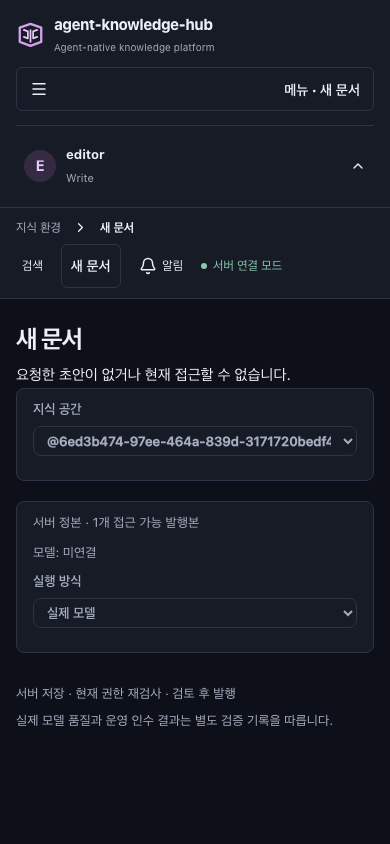 agent-knowledge-hub
Agent-native knowledge platform
메뉴 · 새 문서
E
editor
Write
지식 환경 > 새 문서
검색 새 문서 알림 서버 연결 모드
새 문서
요청한 초안이 없거나 현재 접근할 수 없습니다.
지식 공간
@6ed3b474-97ee-464a-839d-3171720bedf4
서버 정본 · 1개 접근 가능 발행본
모델: 미연결
실행 방식
실제 모델
서버 저장 · 현재 권한 재검사 · 검토 후 발행
실제 모델 품질과 운영 인수 결과는 별도 검증 기록을 따릅니다.